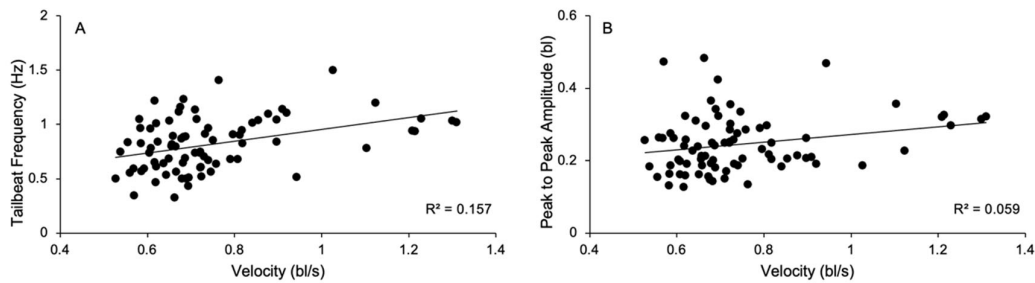 A
Tailbeat Frequency (Hz)
2
1.5
1
0.5
0
0.4
0.6
0.8
1
1.2
1.4
Velocity (bl/s)
R² = 0.157
B
Peak to Peak Amplitude (bl)
0.6
0.4
0.2
0
0.4
0.6
0.8
1
1.2
1.4
Velocity (bl/s)
R² = 0.059